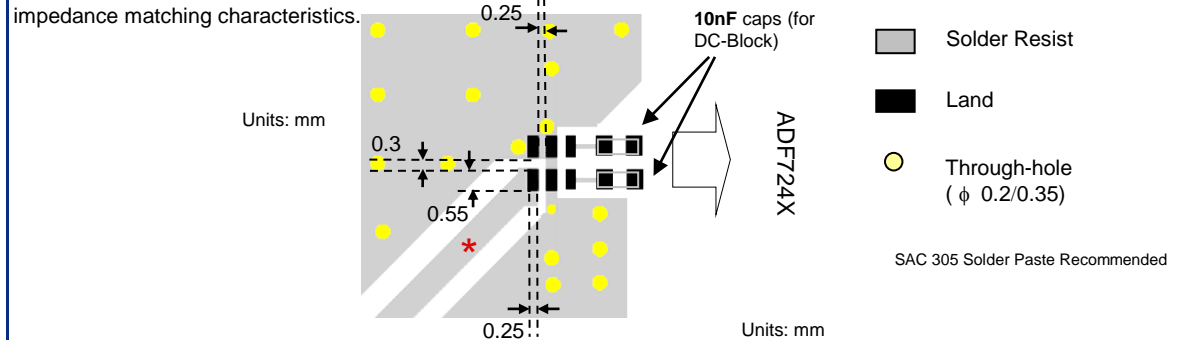 impedance matching characteristics.
0.25
10nF caps (for
DC-Block)
Solder Resist
Land
Units: mm
0.3
ADF724X
Through-hole
( ϕ 0.2/0.35)
0.55
*
SAC 305 Solder Paste Recommended
0.25
Units: mm